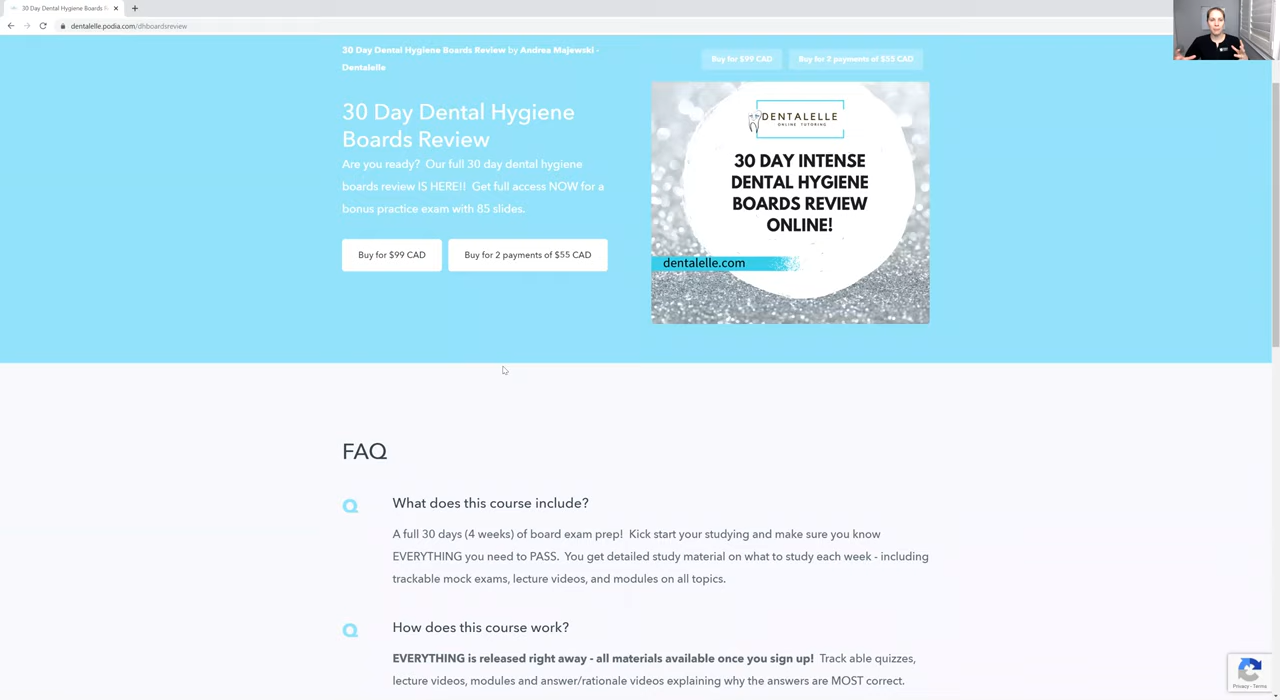 30 Day Dental Hygiene Boards R
dentalelle.podia.com/dhboardsreview
30 Day Dental Hygiene Boards Review by Andrea Majewski -
Dentalelle
Buy for $99 CAD
Buy for 2 payments of $55 CAD
30 Day Dental Hygiene
Boards Review
Are you ready? Our full 30 day dental hygiene
boards review IS HERE!! Get full access NOW for a
bonus practice exam with 85 slides.
Buy for $99 CAD
Buy for 2 payments of $55 CAD
DENTALELLE
ONLINE TUTORING
30 DAY INTENSE
DENTAL HYGIENE
BOARDS REVIEW
ONLINE!
dentalelle.com
FAQ
Q
What does this course include?
A full 30 days (4 weeks) of board exam prep! Kick start your studying and make sure you know
EVERYTHING you need to PASS. You get detailed study material on what to study each week - including
trackable mock exams, lecture videos, and modules on all topics.
Q
How does this course work?
EVERYTHING is released right away - all materials available once you sign up! Track able quizzes,
lecture videos, modules and answer/rationale videos explaining why the answers are MOST correct.
Privacy - Terms